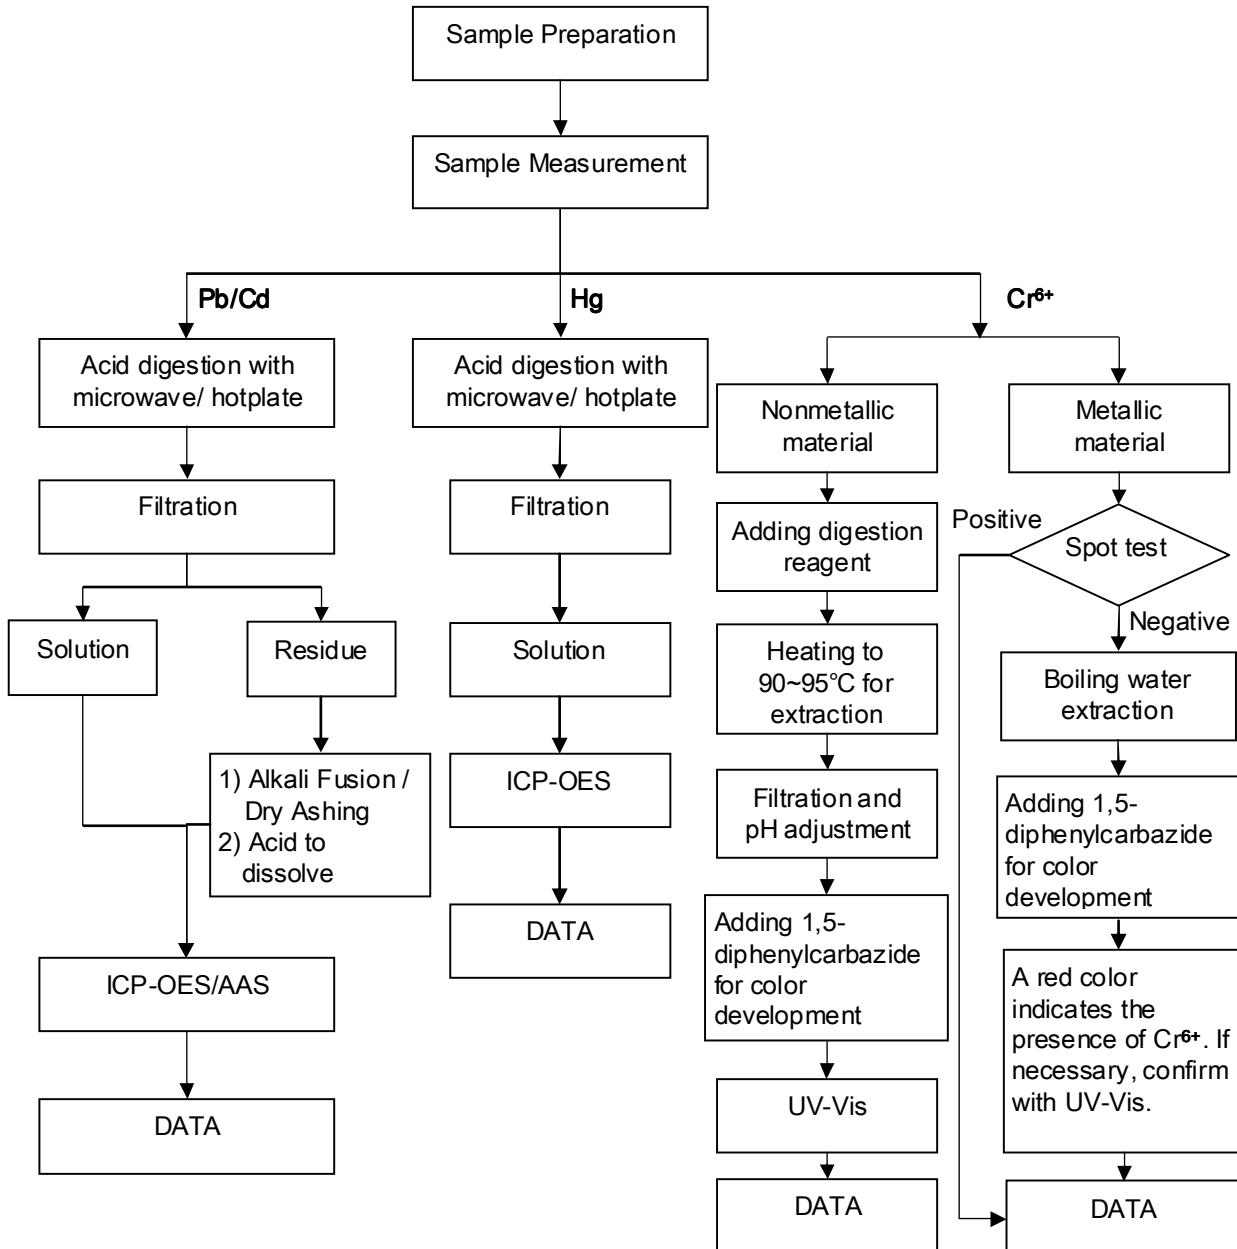 Sample Preparation
Sample Measurement
Pb/Cd
Hg
Cr⁶⁺
Acid digestion with
microwave/ hotplate
Filtration
Solution
Residue
1) Alkali Fusion /
Dry Ashing
2) Acid to
dissolve
ICP-OES/AAS
DATA
Acid digestion with
microwave/ hotplate
Filtration
Solution
ICP-OES
DATA
Nonmetallic
material
Adding digestion
reagent
Heating to
90~95°C for
extraction
Filtration and
pH adjustment
Adding 1,5-
diphenylcarbazide
for color
development
UV-Vis
DATA
Metallic
material
Positive
Spot test
Negative
Boiling water
extraction
Adding 1,5-
diphenylcarbazide
for color
development
A red color
indicates the
presence of Cr⁶⁺. If
necessary, confirm
with UV-Vis.
DATA